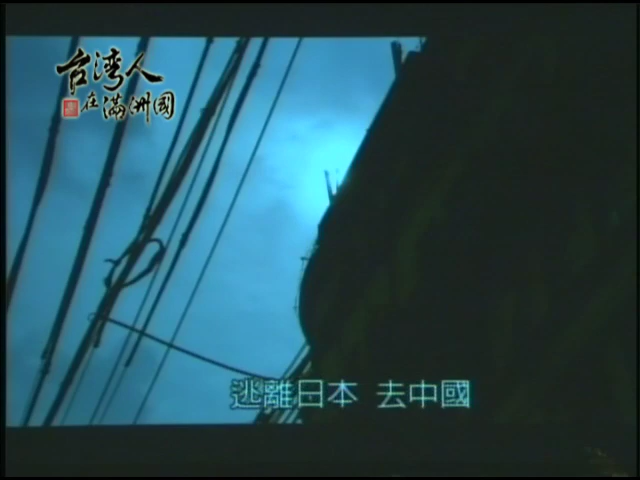 台灣人
在滿洲國
逃離日本 去中國